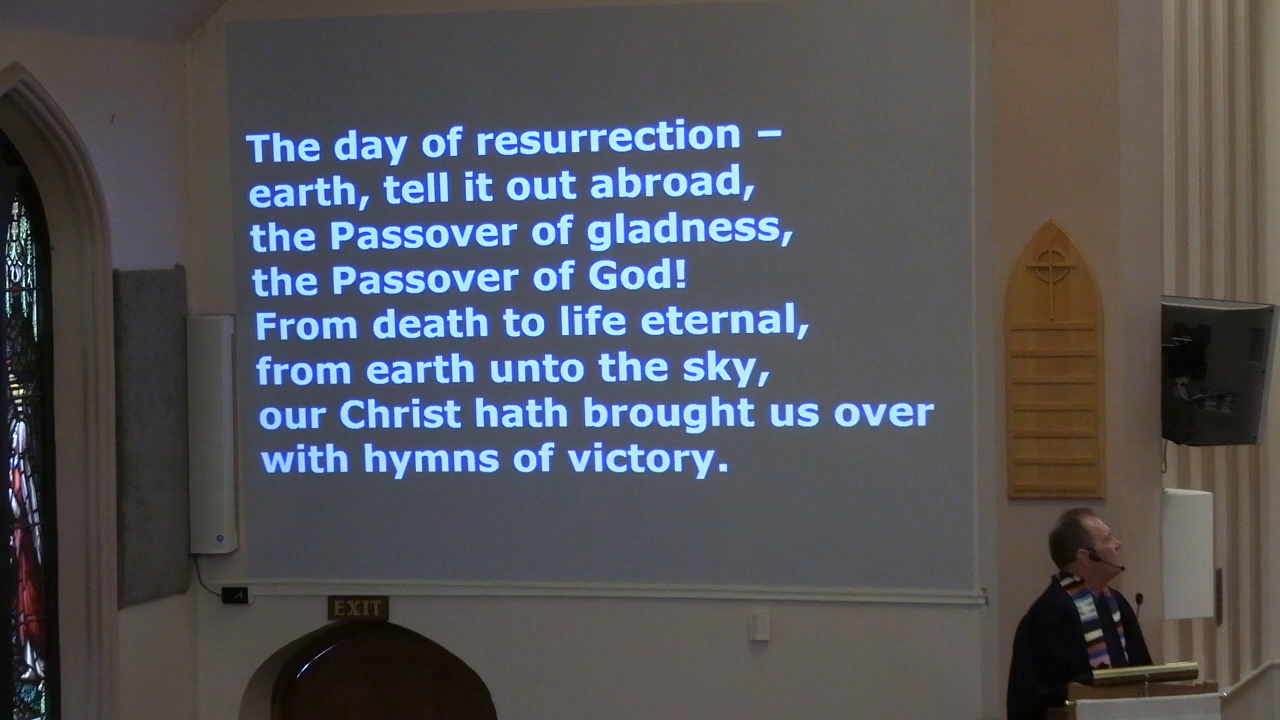 The day of resurrection –
earth, tell it out abroad,
the Passover of gladness,
the Passover of God!
From death to life eternal,
from earth unto the sky,
our Christ hath brought us over
with hymns of victory.
EXIT